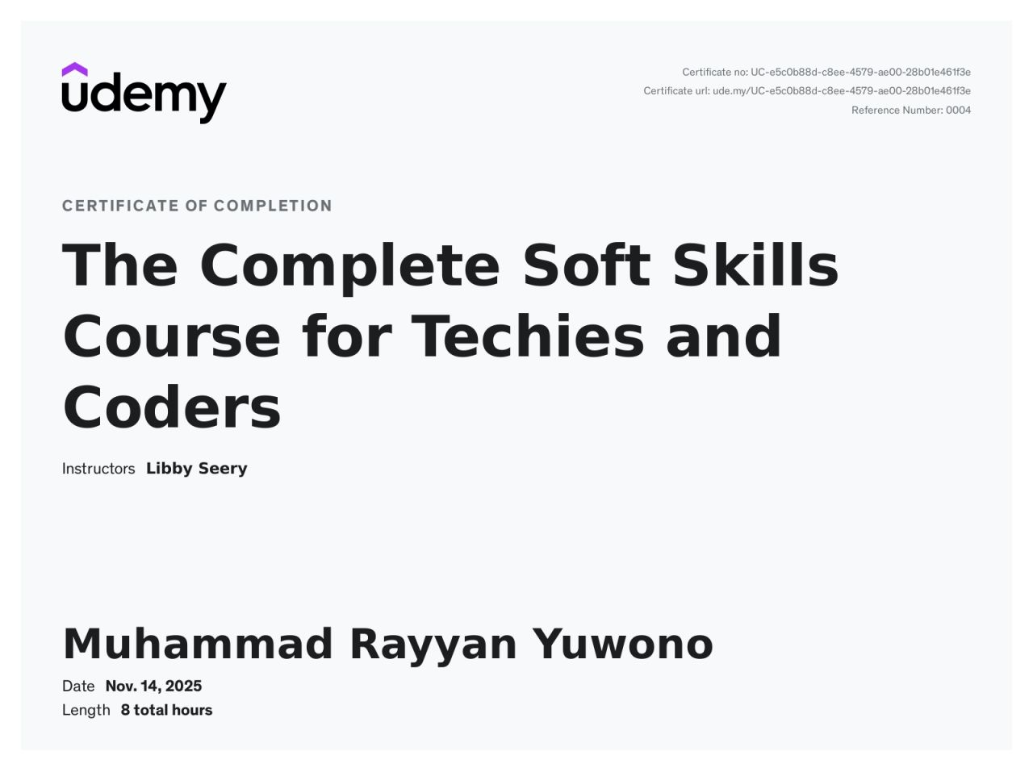 udemy
Certificate no: UC-e5c0b88d-c8ee-4579-ae00-28b01e461f3e
Certificate url: ude.my/UC-e5c0b88d-c8ee-4579-ae00-28b01e461f3e
Reference Number: 0004
CERTIFICATE OF COMPLETION
The Complete Soft Skills
Course for Techies and
Coders
Instructors Libby Seery
Muhammad Rayyan Yuwono
Date Nov. 14, 2025
Length 8 total hours